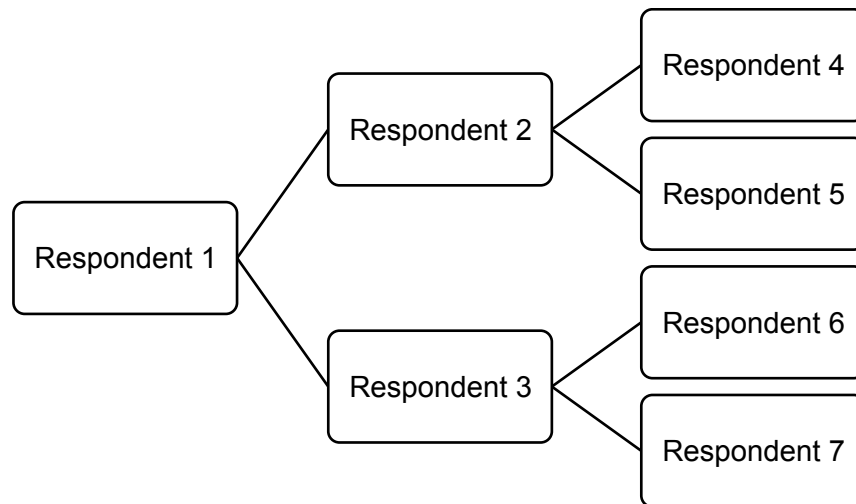 Respondent 1
Respondent 2
Respondent 3
Respondent 4
Respondent 5
Respondent 6
Respondent 7